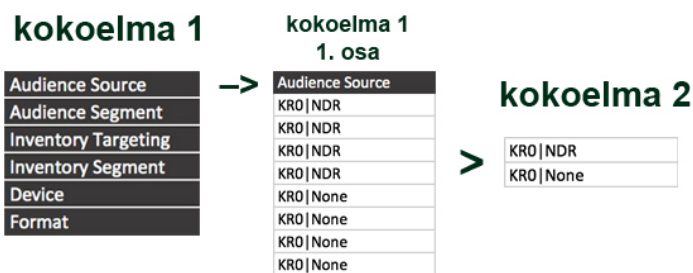 kokoelma 1
Audience Source
Audience Segment
Inventory Targeting
Inventory Segment
Device
Format
–>
kokoelma 1
1. osa
Audience Source
KR0|NDR
KR0|NDR
KR0|NDR
KR0|NDR
KR0|None
KR0|None
KR0|None
KR0|None
>
kokoelma 2
KR0|NDR
KR0|None